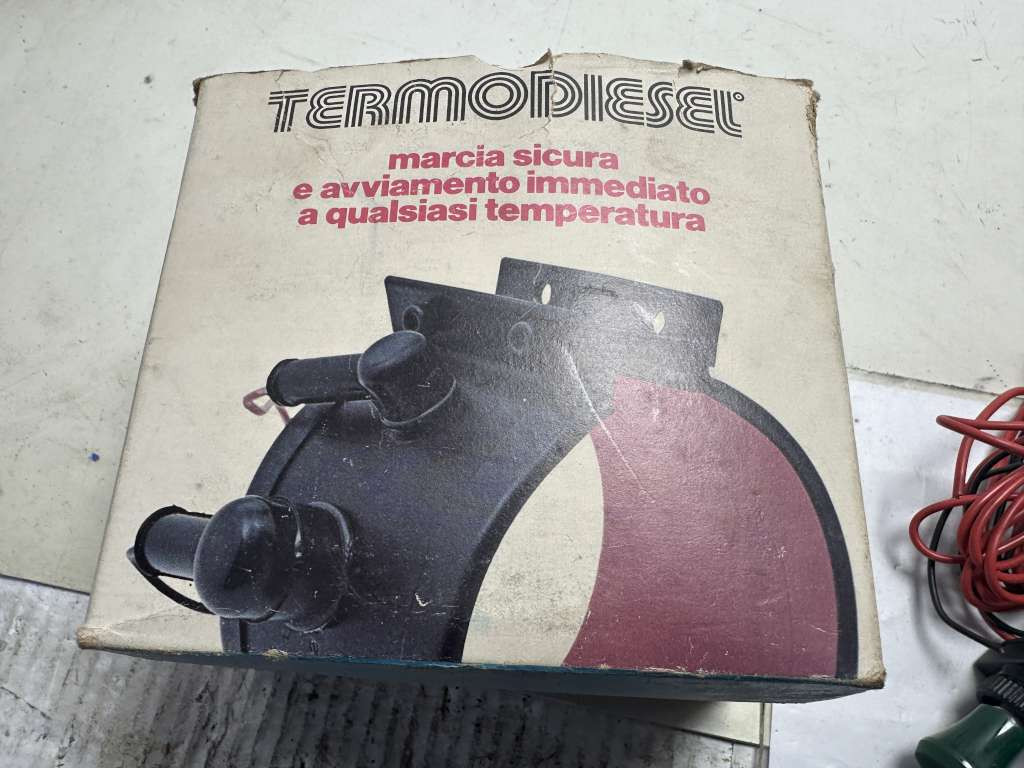 TERMODIESEL®
marcia sicura
e avviamento immediato
a qualsiasi temperatura